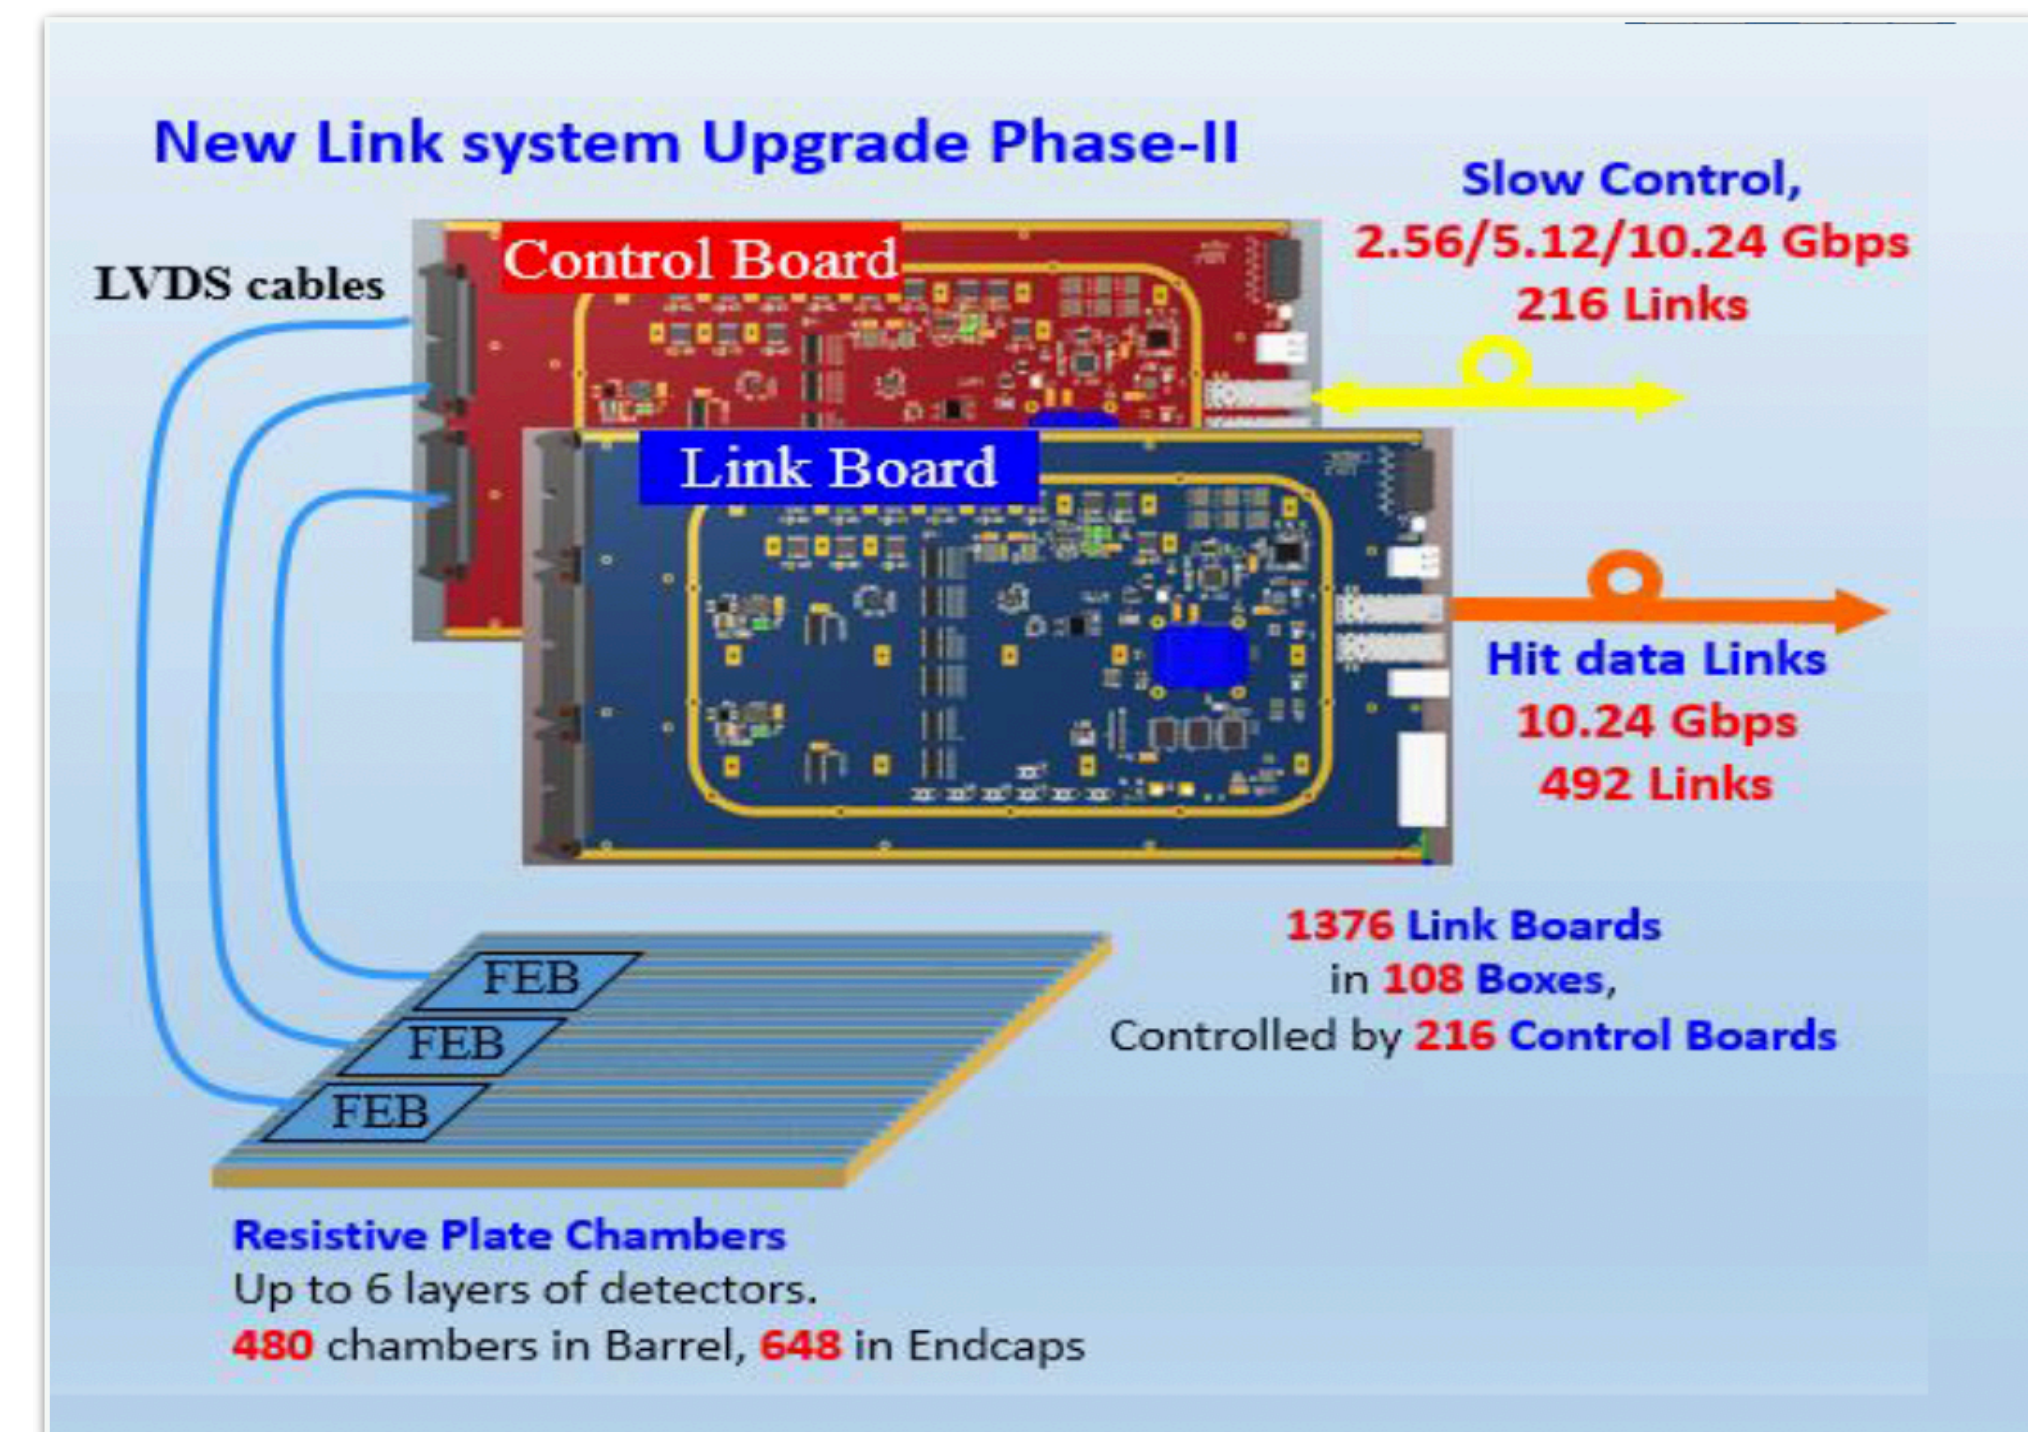 New Link system Upgrade Phase-II
Slow Control,
2.56/5.12/10.24 Gbps
216 Links
LVDS cables
Control Board
Link Board
Hit data Links
10.24 Gbps
492 Links
1376 Link Boards
in 108 Boxes,
Controlled by 216 Control Boards
FEB
FEB
FEB
Resistive Plate Chambers
Up to 6 layers of detectors.
480 chambers in Barrel, 648 in Endcaps